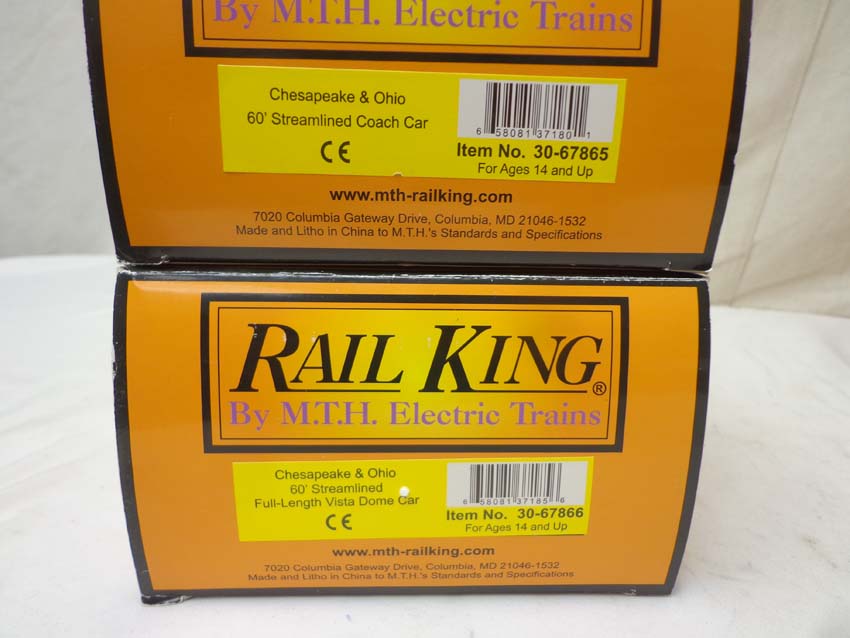 By M.T.H. Electric Trains
Chesapeake & Ohio
60' Streamlined Coach Car
CE
6 58081 37180 1
Item No. 30-67865
For Ages 14 and Up
www.mth-railking.com
7020 Columbia Gateway Drive, Columbia, MD 21046-1532
Made and Litho in China to M.T.H.'s Standards and Specifications
RAIL KING®
By M.T.H. Electric Trains
Chesapeake & Ohio
60' Streamlined
Full-Length Vista Dome Car
CE
6 58081 37185 6
Item No. 30-67866
For Ages 14 and Up
www.mth-railking.com
7020 Columbia Gateway Drive, Columbia, MD 21046-1532
Made and Litho in China to M.T.H.'s Standards and Specifications